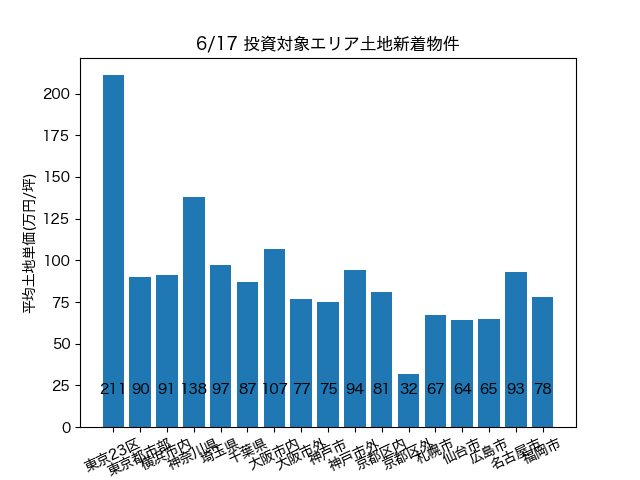 6/17 投資対象エリア土地新着物件
平均土地単価(万円/坪)
200
175
150
125
100
75
50
25
0
211 90 91 138 97 87 107 77 75 94 81 32 67 64 65 93 78
東京23区 東京都市部 横浜市内 神奈川県 埼玉県 千葉県 大阪市内 大阪市外 神戸市 神戸市外 京都区内 京都区外 札幌市 仙台市 広島市 名古屋市 福岡市